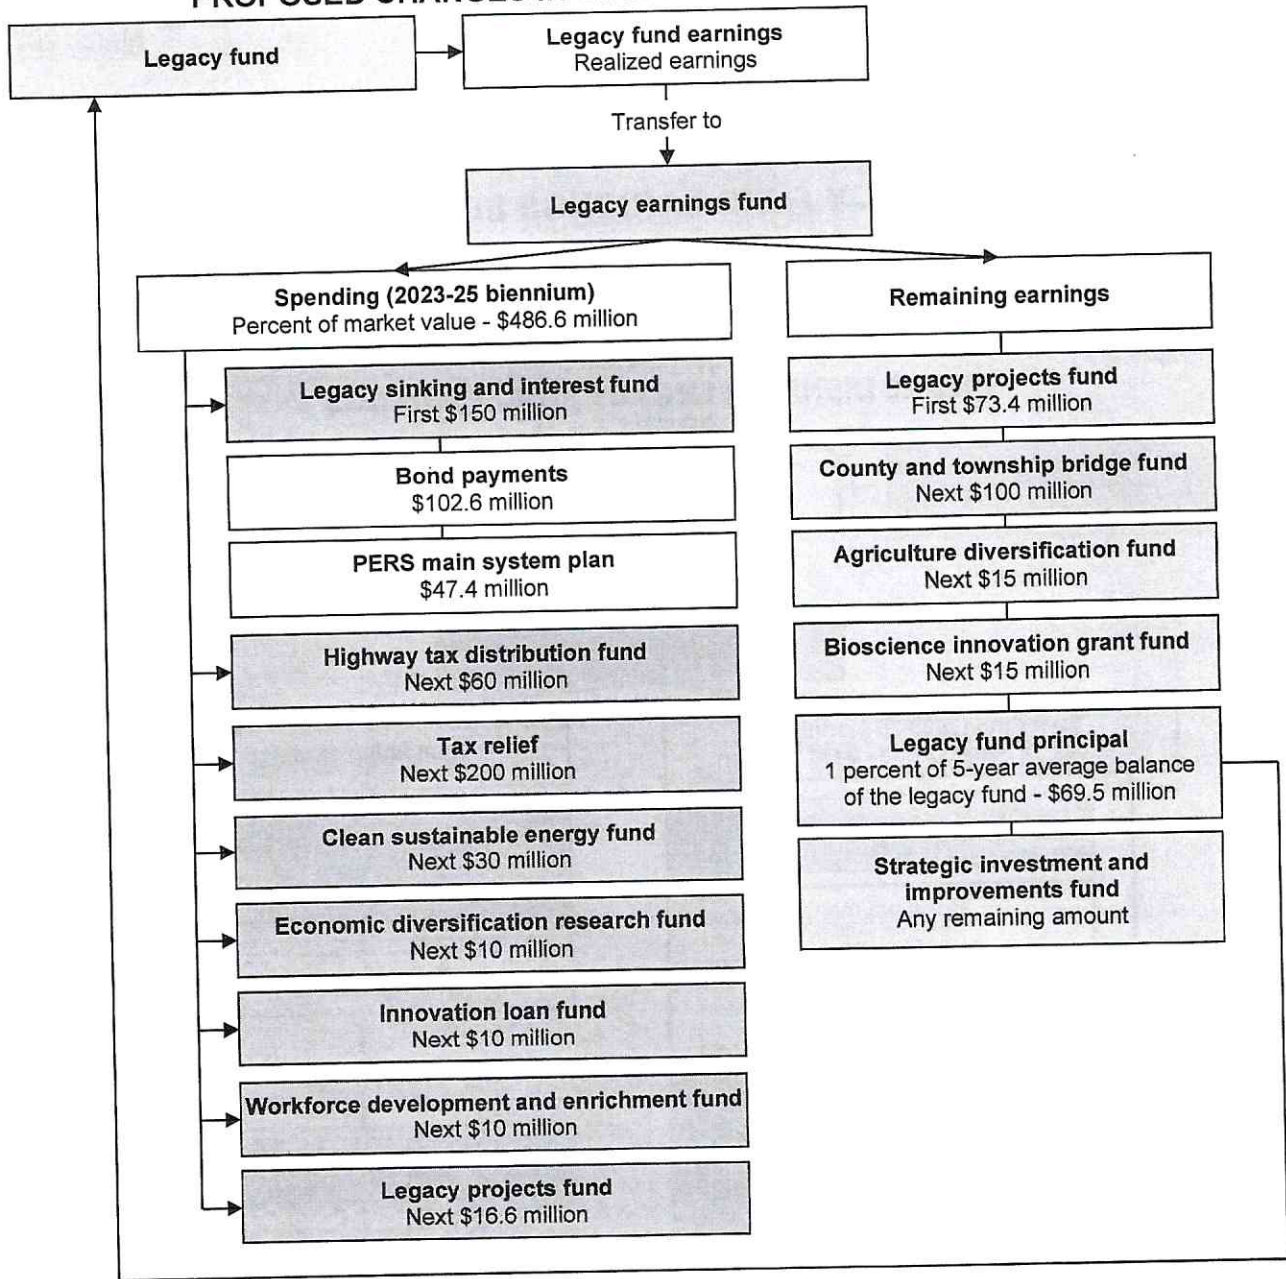 PROPOSED CHANGES
Legacy fund
Legacy fund earnings
Realized earnings
Transfer to
Legacy earnings fund
Spending (2023-25 biennium)
Percent of market value - $486.6 million
Legacy sinking and interest fund
First $150 million
Bond payments
$102.6 million
PERS main system plan
$47.4 million
Highway tax distribution fund
Next $60 million
Tax relief
Next $200 million
Clean sustainable energy fund
Next $30 million
Economic diversification research fund
Next $10 million
Innovation loan fund
Next $10 million
Workforce development and enrichment fund
Next $10 million
Legacy projects fund
Next $16.6 million
Remaining earnings
Legacy projects fund
First $73.4 million
County and township bridge fund
Next $100 million
Agriculture diversification fund
Next $15 million
Bioscience innovation grant fund
Next $15 million
Legacy fund principal
1 percent of 5-year average balance
of the legacy fund - $69.5 million
Strategic investment and
improvements fund
Any remaining amount